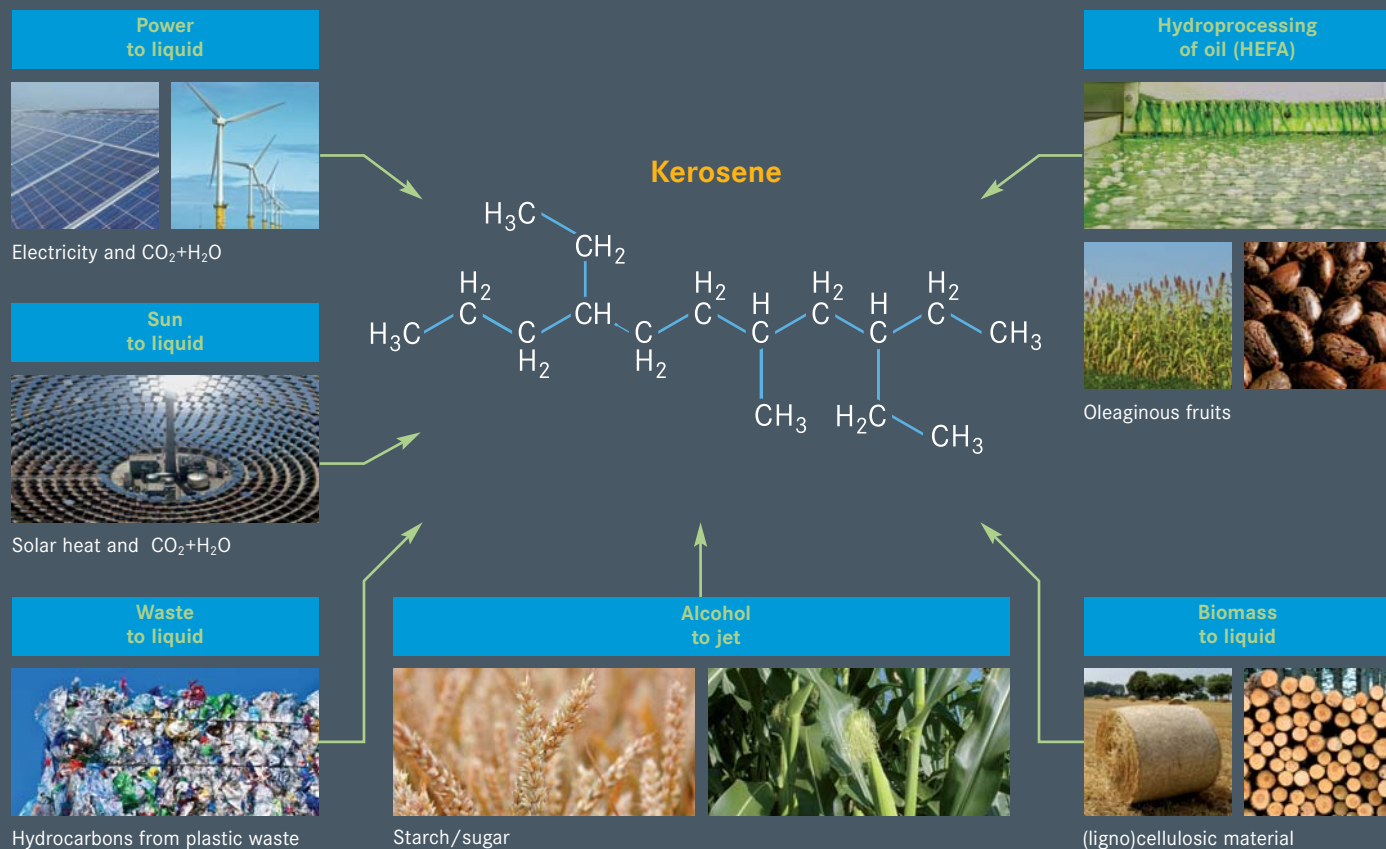 Power
to liquid
Electricity and CO₂+H₂O
Sun
to liquid
Solar heat and CO₂+H₂O
Waste
to liquid
Hydrocarbons from plastic waste
Kerosene
H₃C
CH₂
H₂
C
H₃C
C
H₂
CH
C
H₂
H₂
C
H
C
CH₃
H₂
C
H
C
H₂C
CH₃
H₂
C
CH₃
Alcohol
to jet
Starch/sugar
Hydroprocessing
of oil (HEFA)
Oleaginous fruits
Biomass
to liquid
(ligno)cellulosic material